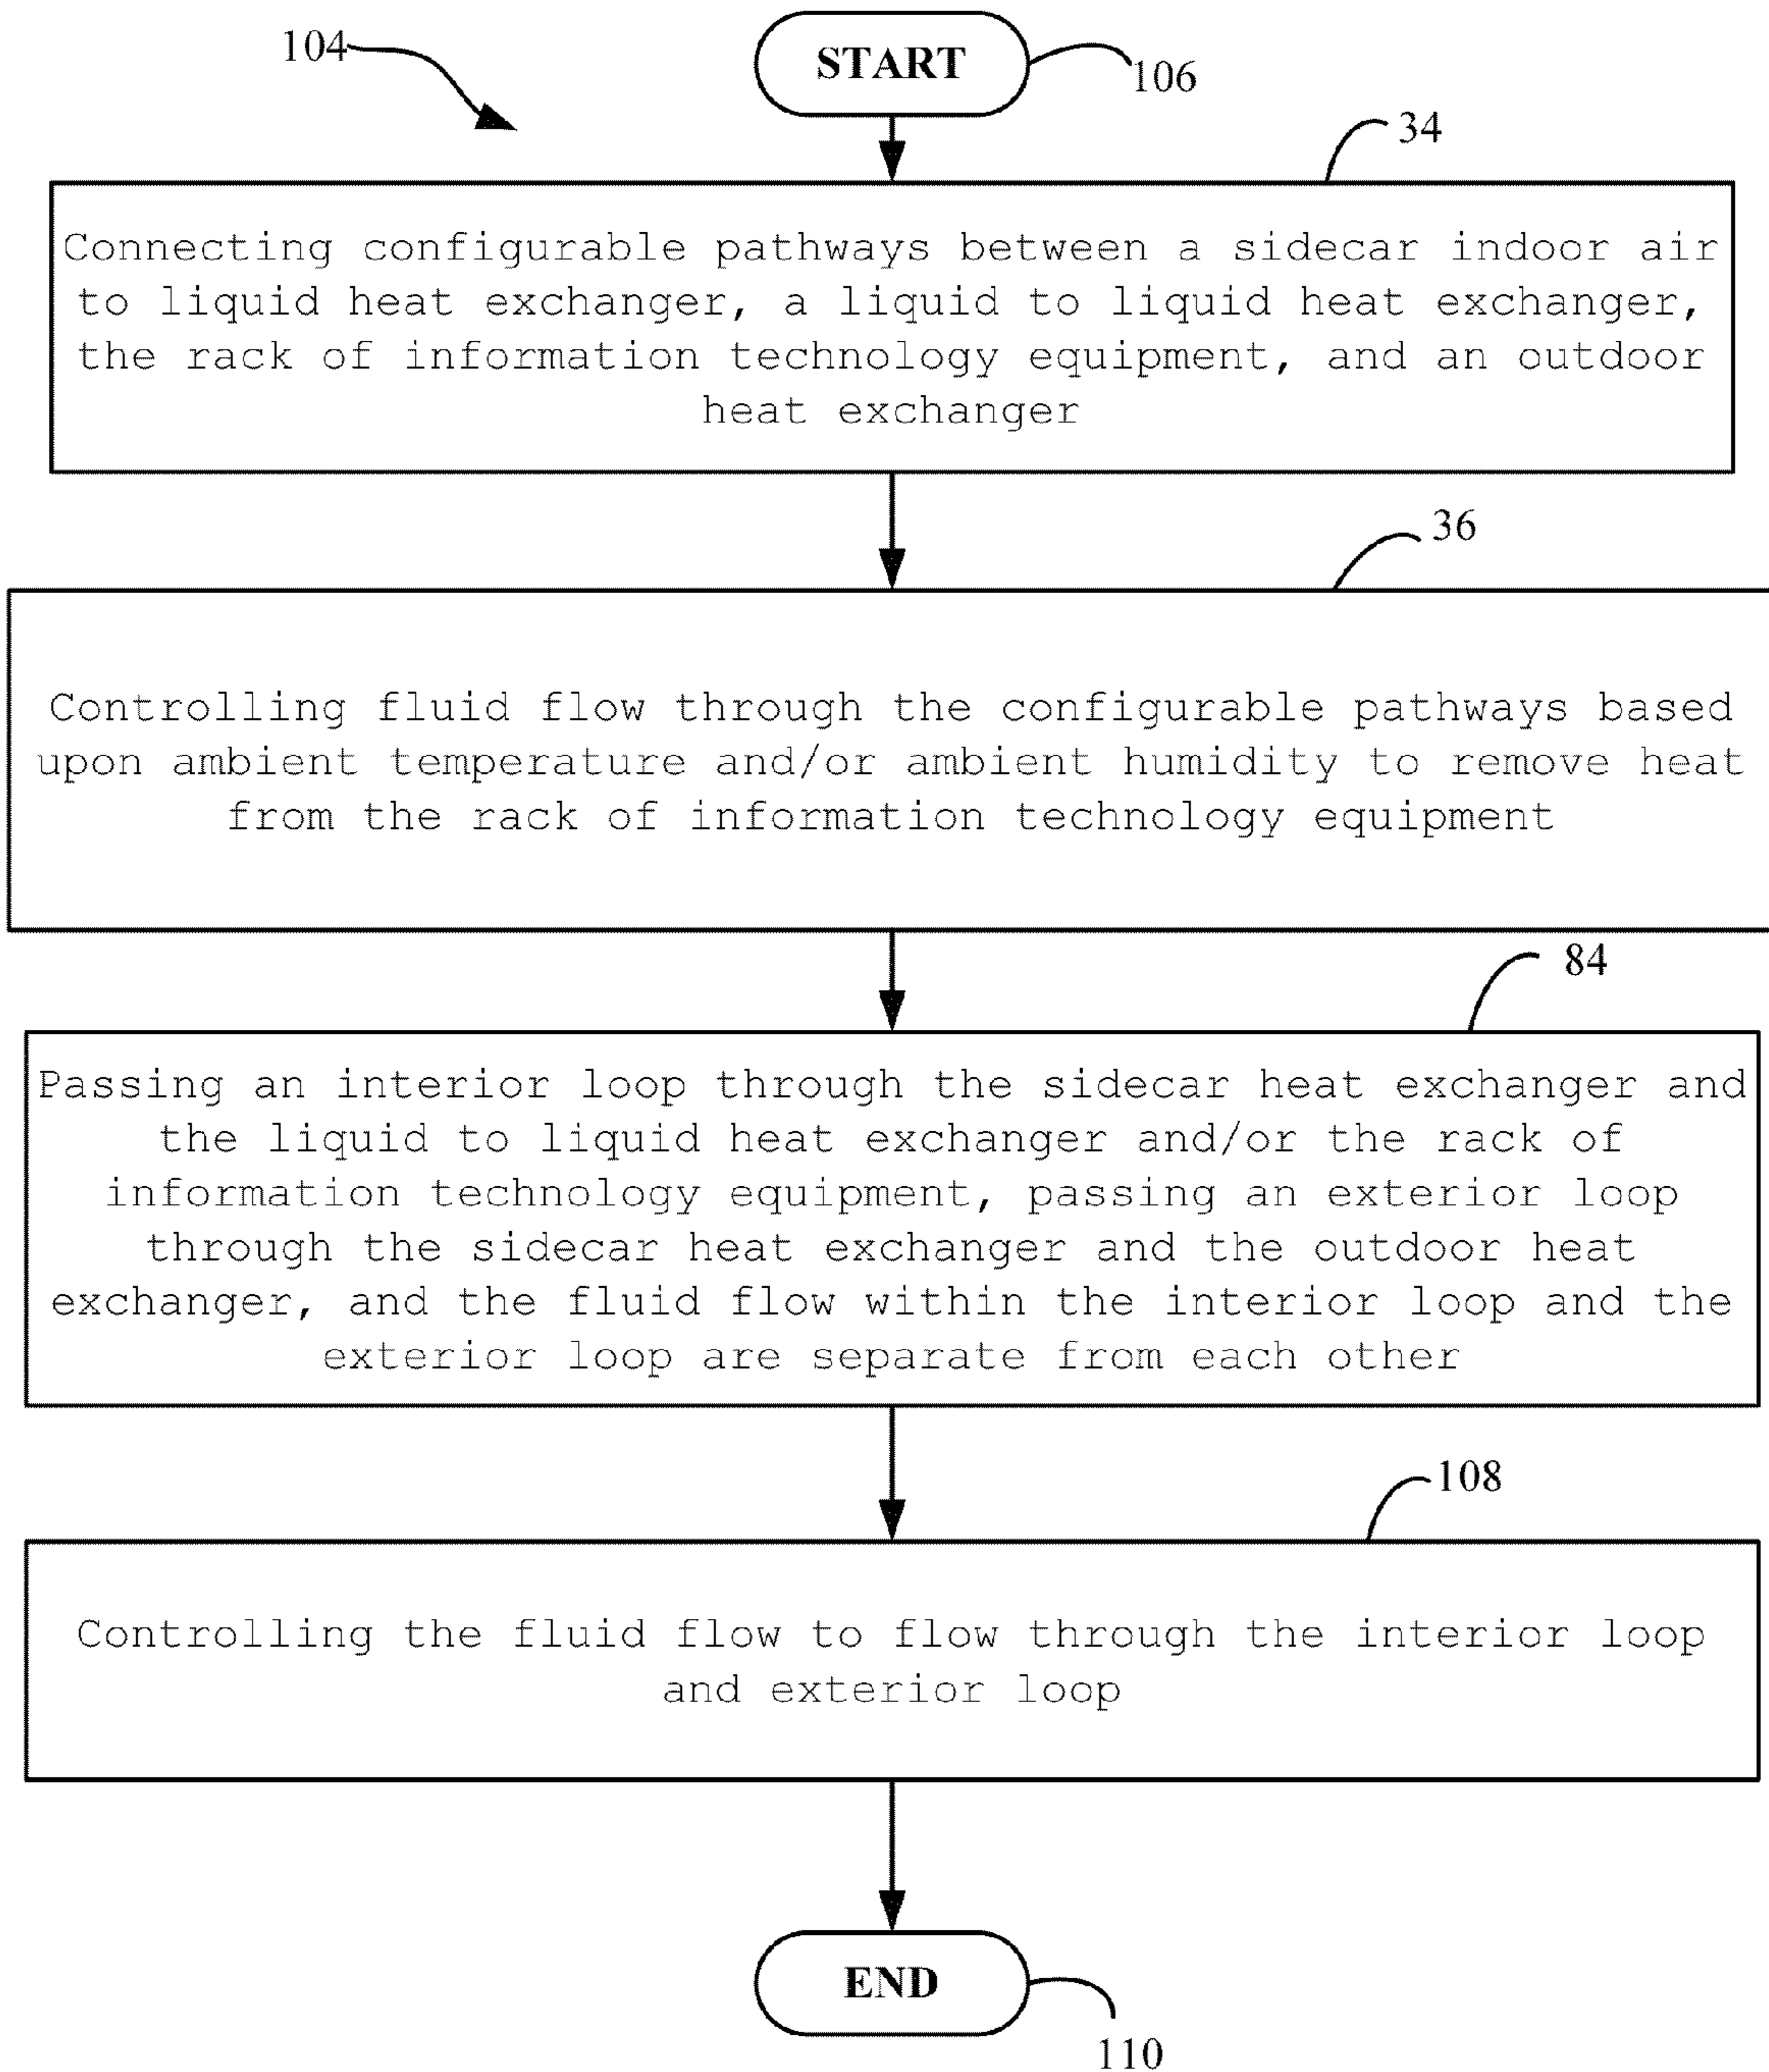 104
START
106
34
Connecting configurable pathways between a sidecar indoor air
to liquid heat exchanger, a liquid to liquid heat exchanger,
the rack of information technology equipment, and an outdoor
heat exchanger
36
Controlling fluid flow through the configurable pathways based
upon ambient temperature and/or ambient humidity to remove heat
from the rack of information technology equipment
84
Passing an interior loop through the sidecar heat exchanger and
the liquid to liquid heat exchanger and/or the rack of
information technology equipment, passing an exterior loop
through the sidecar heat exchanger and the outdoor heat
exchanger, and the fluid flow within the interior loop and the
exterior loop are separate from each other
108
Controlling the fluid flow to flow through the interior loop
and exterior loop
END
110